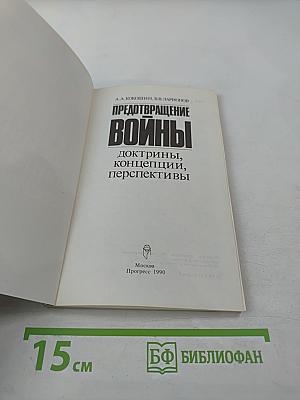 А.А. КОКОШИН, В.В. ЛАРИОНОВ
ПРЕДОТВРАЩЕНИЕ
ВОЙНЫ
доктрины,
концепции,
перспективы
Москва
Прогресс 1990
15 см
БФ БИБЛИОФАН